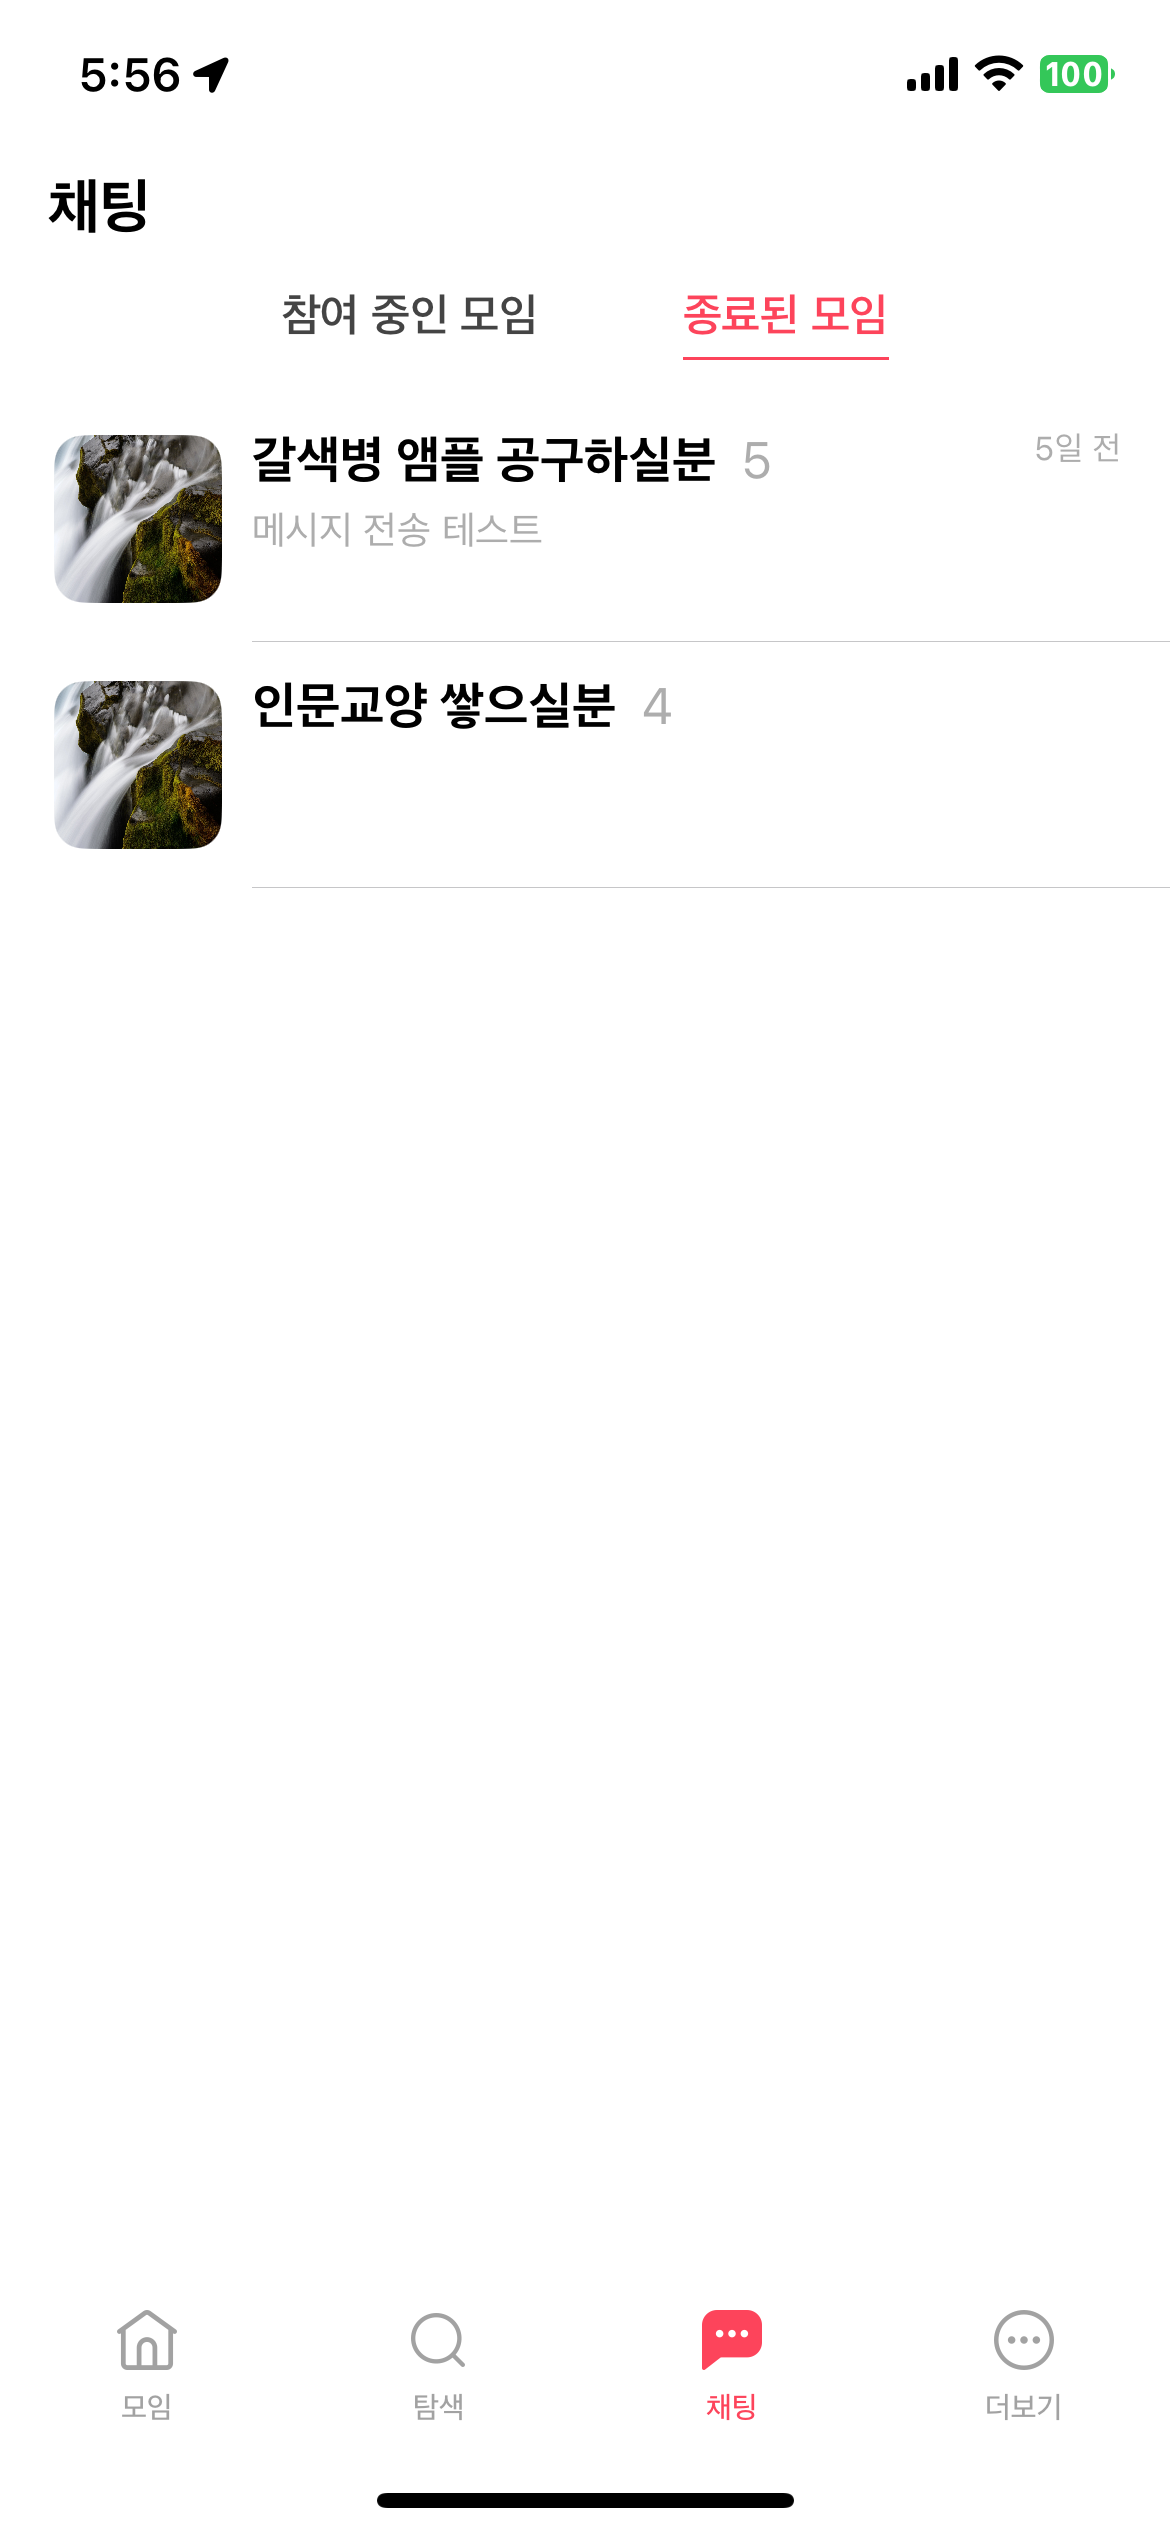 5:56 100
채팅
참여 중인 모임 종료된 모임
갈색병 앰플 공구하실분 5 5일 전
메시지 전송 테스트
인문교양 쌓으실분 4
모임 탐색 채팅 더보기